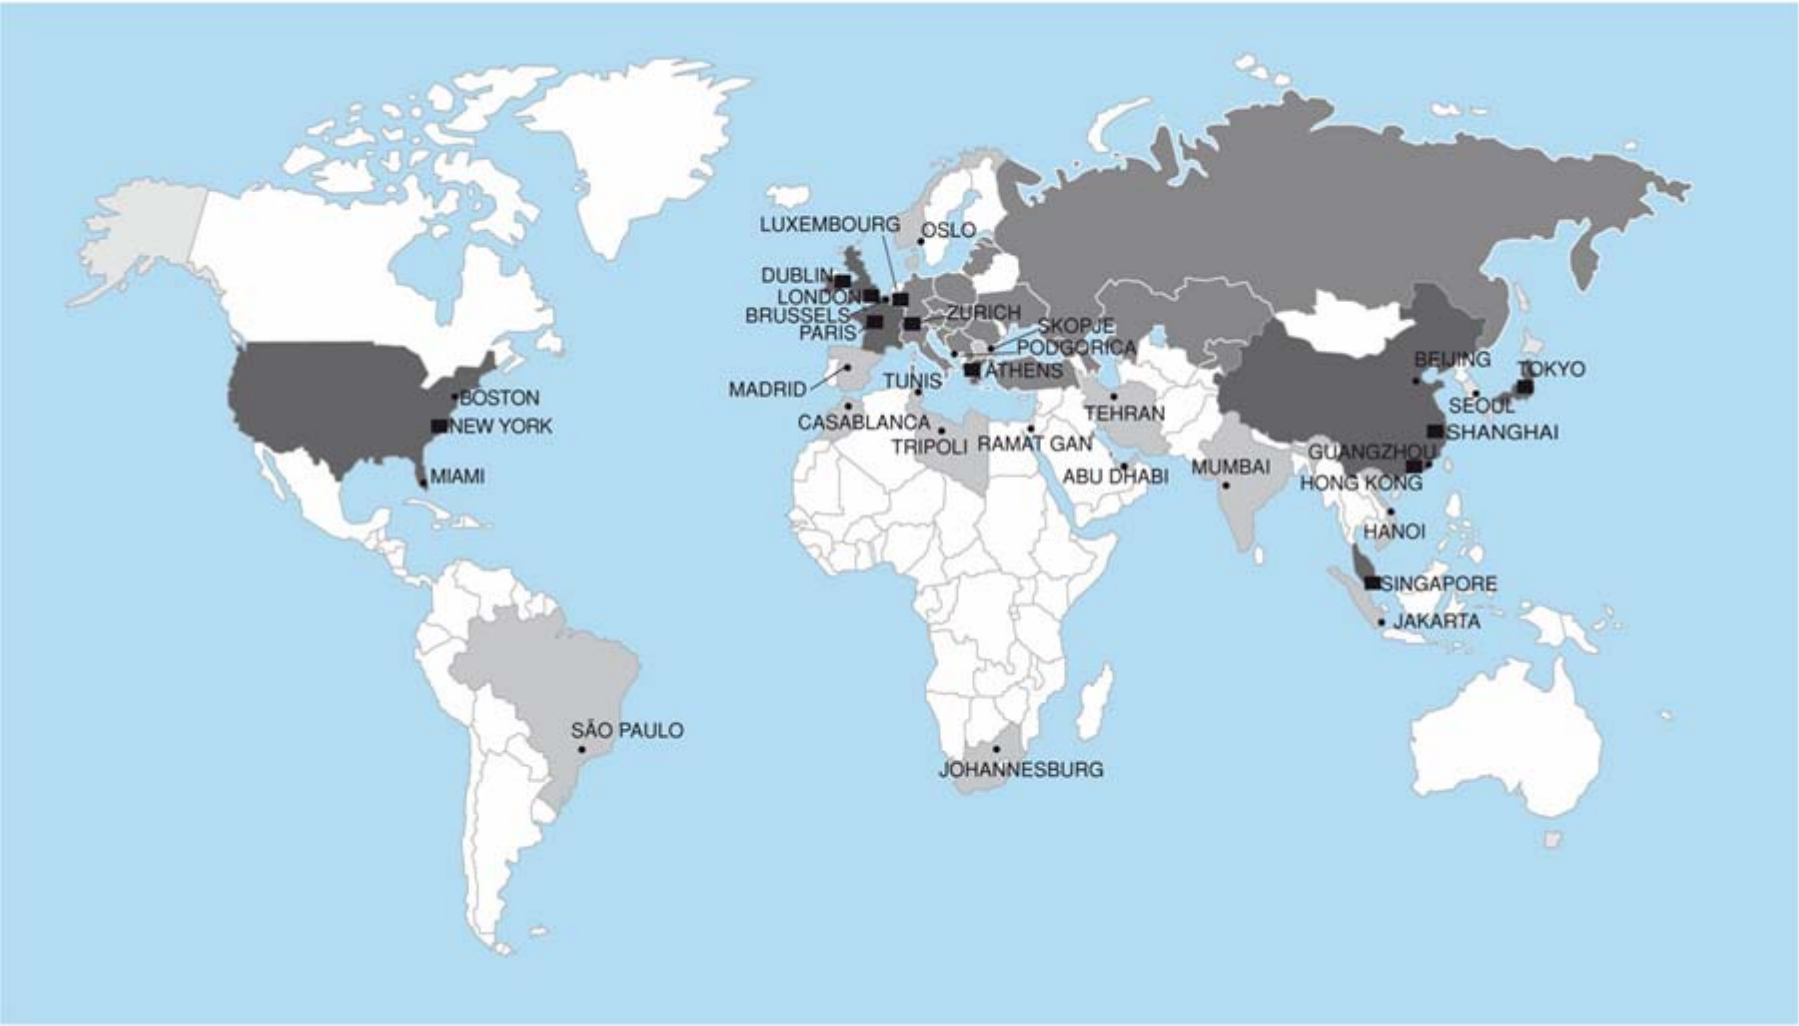 LUXEMBOURG
OSLO
DUBLIN
LONDON
BRUSSELS
PARIS
ZURICH
SKOPJE
PODGORICA
ATHENS
MADRID
TUNIS
CASABLANCA
TRIPOLI
RAMAT GAN
TEHRAN
ABU DHABI
MUMBAI
BEIJING
TOKYO
SEOUL
SHANGHAI
GUANGZHOU
HONG KONG
HANOI
SINGAPORE
JAKARTA
BOSTON
NEW YORK
MIAMI
SÃO PAULO
JOHANNESBURG